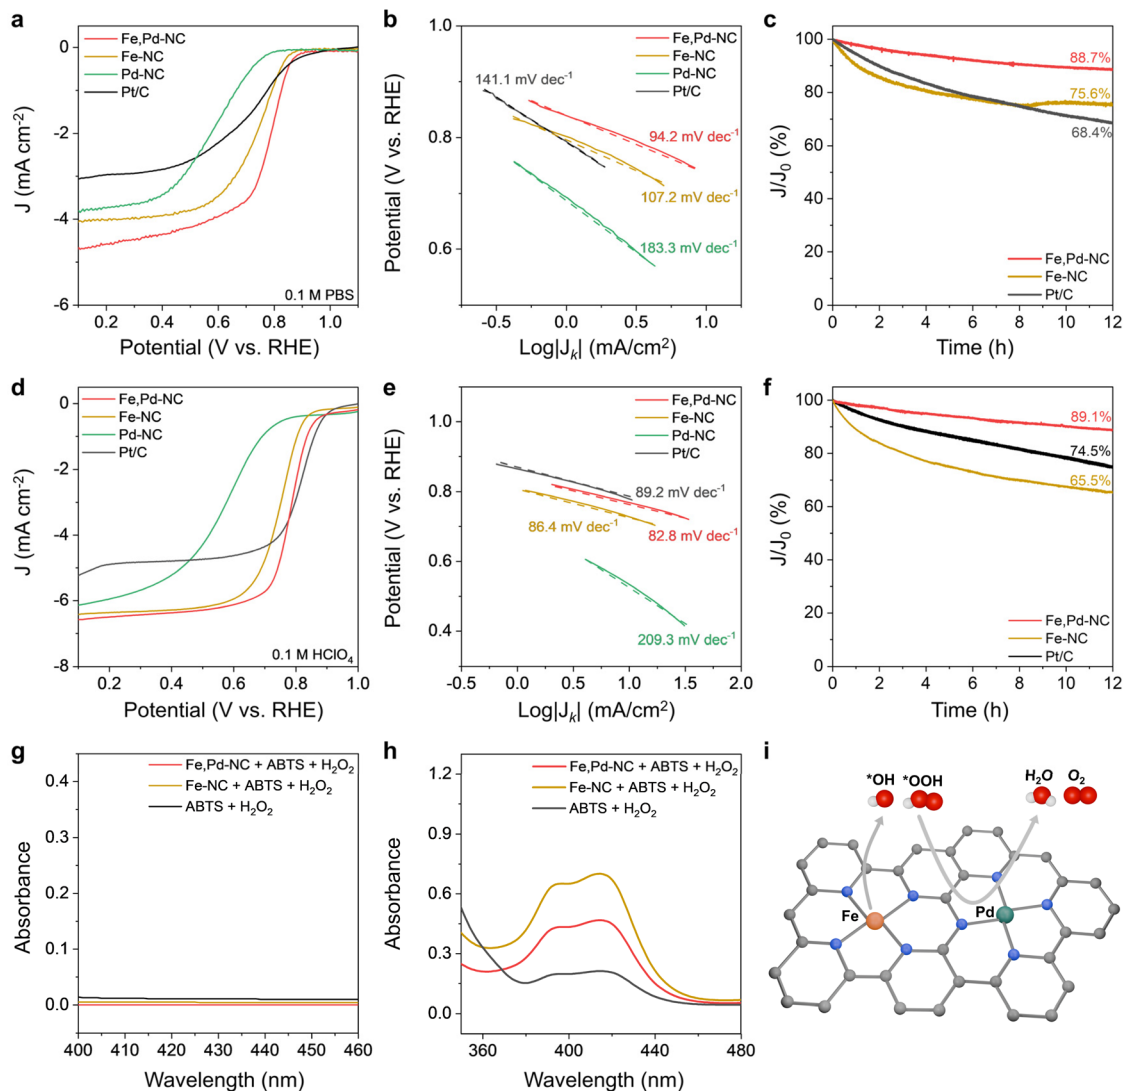 a
Fe,Pd-NC
Fe-NC
Pd-NC
Pt/C
0
-2
-4
-6
0.2
0.4
0.6
0.8
1.0
J (mA cm⁻²)
Potential (V vs. RHE)
0.1 M PBS
b
Fe,Pd-NC
Fe-NC
Pd-NC
Pt/C
141.1 mV dec⁻¹
94.2 mV dec⁻¹
107.2 mV dec⁻¹
183.3 mV dec⁻¹
1.0
0.8
0.6
-0.5
0.0
0.5
1.0
Potential (V vs. RHE)
Log|Jₖ| (mA/cm²)
c
88.7%
75.6%
68.4%
Fe,Pd-NC
Fe-NC
Pt/C
100
80
60
40
20
0
0
2
4
6
8
10
12
J/J₀ (%)
Time (h)
d
Fe,Pd-NC
Fe-NC
Pd-NC
Pt/C
0
-2
-4
-6
-8
0.2
0.4
0.6
0.8
1.0
J (mA cm⁻²)
Potential (V vs. RHE)
0.1 M HClO₄
e
Fe,Pd-NC
Fe-NC
Pd-NC
Pt/C
89.2 mV dec⁻¹
86.4 mV dec⁻¹
82.8 mV dec⁻¹
209.3 mV dec⁻¹
1.0
0.8
0.6
0.4
-0.5
0.0
0.5
1.0
1.5
2.0
Potential (V vs. RHE)
Log|Jₖ| (mA/cm²)
f
89.1%
74.5%
65.5%
Fe,Pd-NC
Fe-NC
Pt/C
100
80
60
40
20
0
0
2
4
6
8
10
12
J/J₀ (%)
Time (h)
g
Fe,Pd-NC + ABTS + H₂O₂
Fe-NC + ABTS + H₂O₂
ABTS + H₂O₂
0.4
0.3
0.2
0.1
0.0
400
410
420
430
440
450
460
Absorbance
Wavelength (nm)
h
Fe,Pd-NC + ABTS + H₂O₂
Fe-NC + ABTS + H₂O₂
ABTS + H₂O₂
1.2
0.9
0.6
0.3
0.0
360
400
440
480
Absorbance
Wavelength (nm)
i
*OH
*OOH
H₂O
O₂
Fe
Pd